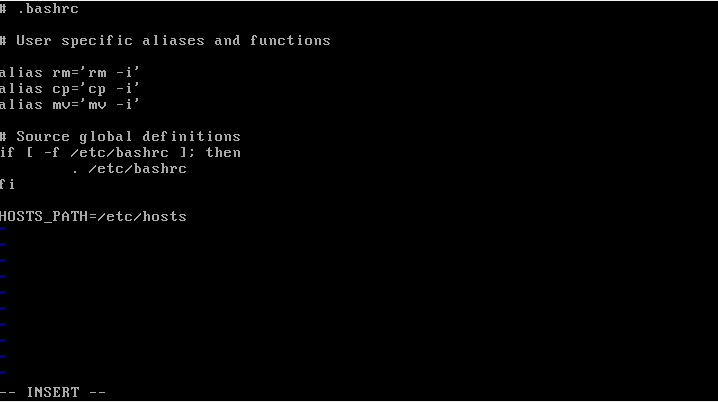 # .bashrc
# User specific aliases and functions
alias rm='rm -i'
alias cp='cp -i'
alias mv='mv -i'
# Source global definitions
if [ -f /etc/bashrc ]; then
. /etc/bashrc
fi
HOSTS_PATH=/etc/hosts
~
~
~
~
~
~
~
~
~
~
-- INSERT --